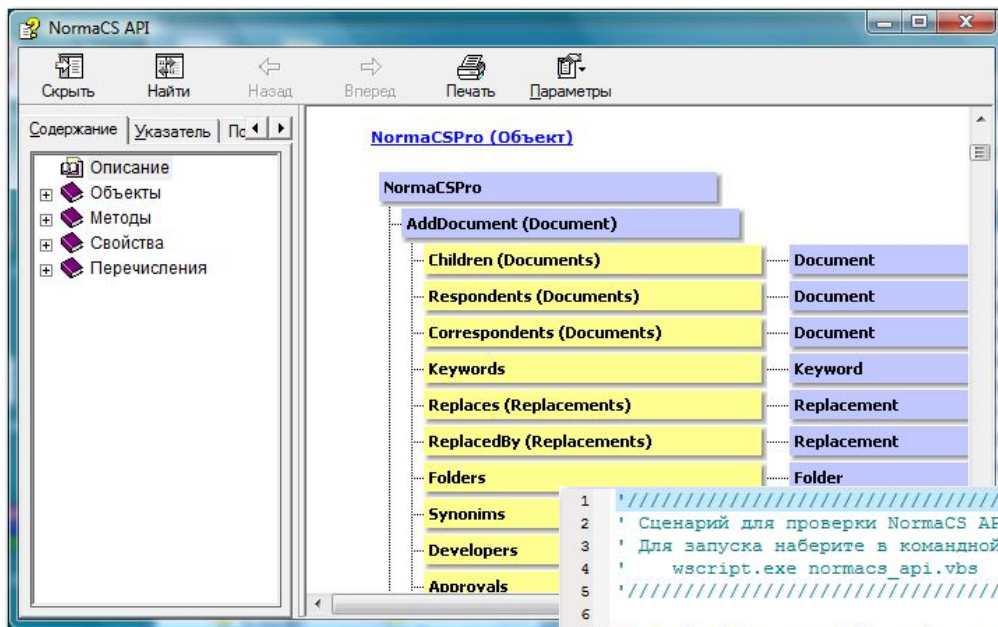 NormaCS API
Скрыть Найти Назад Вперед Печать Параметры
Содержание Указатель По
Описание
Объекты
Методы
Свойства
Перечисления
NormaCSPro (Объект)
NormaCSPro
AddDocument (Document)
Children (Documents) Document
Respondents (Documents) Document
Correspondents (Documents) Document
Keywords Keyword
Replaces (Replacements) Replacement
ReplacedBy (Replacements) Replacement
Folders Folder
Synonims
Developers
Approvals
1 '//////////////////////////////////
2 ' Сценарий для проверки NormaCS AP
3 ' Для запуска наберите в командной
4 ' wscript.exe normacs_api.vbs
5 '//////////////////////////////////
6